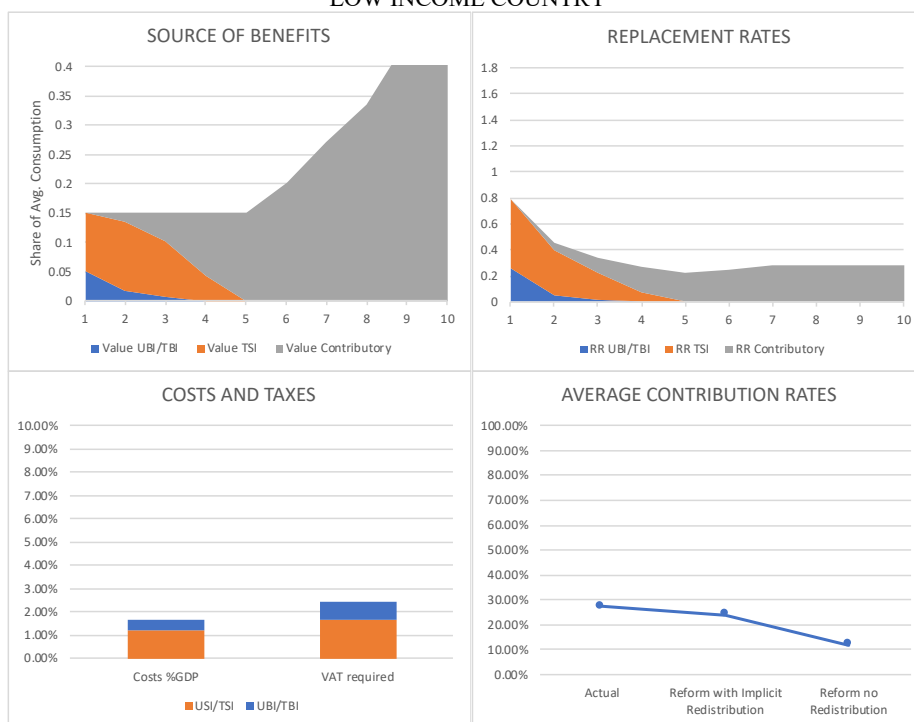 LOW INCOME COUNTRY
SOURCE OF BENEFITS
Share of Avg. Consumption
0.4
0.35
0.3
0.25
0.2
0.15
0.1
0.05
0
1 2 3 4 5 6 7 8 9 10
Value UBI/TBI Value TSI Value Contributory
REPLACEMENT RATES
1.8
1.6
1.4
1.2
1
0.8
0.6
0.4
0.2
0
1 2 3 4 5 6 7 8 9 10
RR UBI/TBI RR TSI RR Contributory
COSTS AND TAXES
10.00%
9.00%
8.00%
7.00%
6.00%
5.00%
4.00%
3.00%
2.00%
1.00%
0.00%
Costs %GDP VAT required
USI/TSI UBI/TBI
AVERAGE CONTRIBUTION RATES
100.00%
90.00%
80.00%
70.00%
60.00%
50.00%
40.00%
30.00%
20.00%
10.00%
0.00%
Actual Reform with Implicit Reform no
Redistribution Redistribution